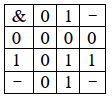 & 0 1 –
0 0 0 0
1 0 1 1
– 0 1 –